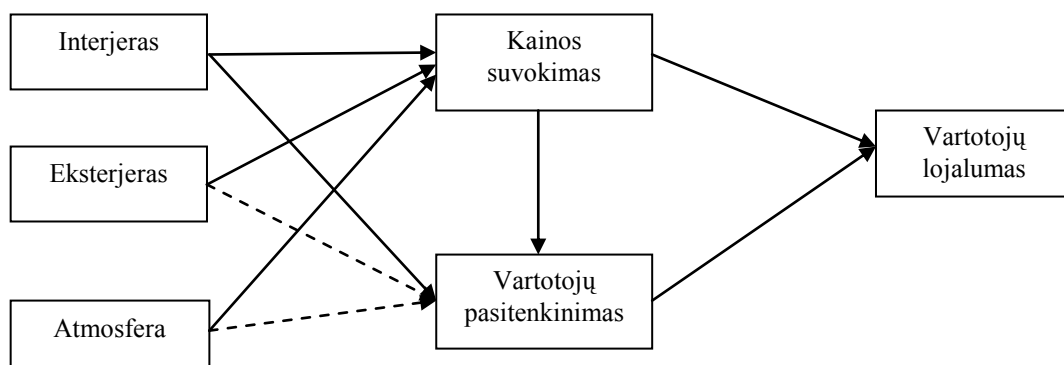 Interjeras
Kainos
suvokimas
Vartotojų
lojalumas
Eksterjeras
Vartotojų
pasitenkinimas
Atmosfera